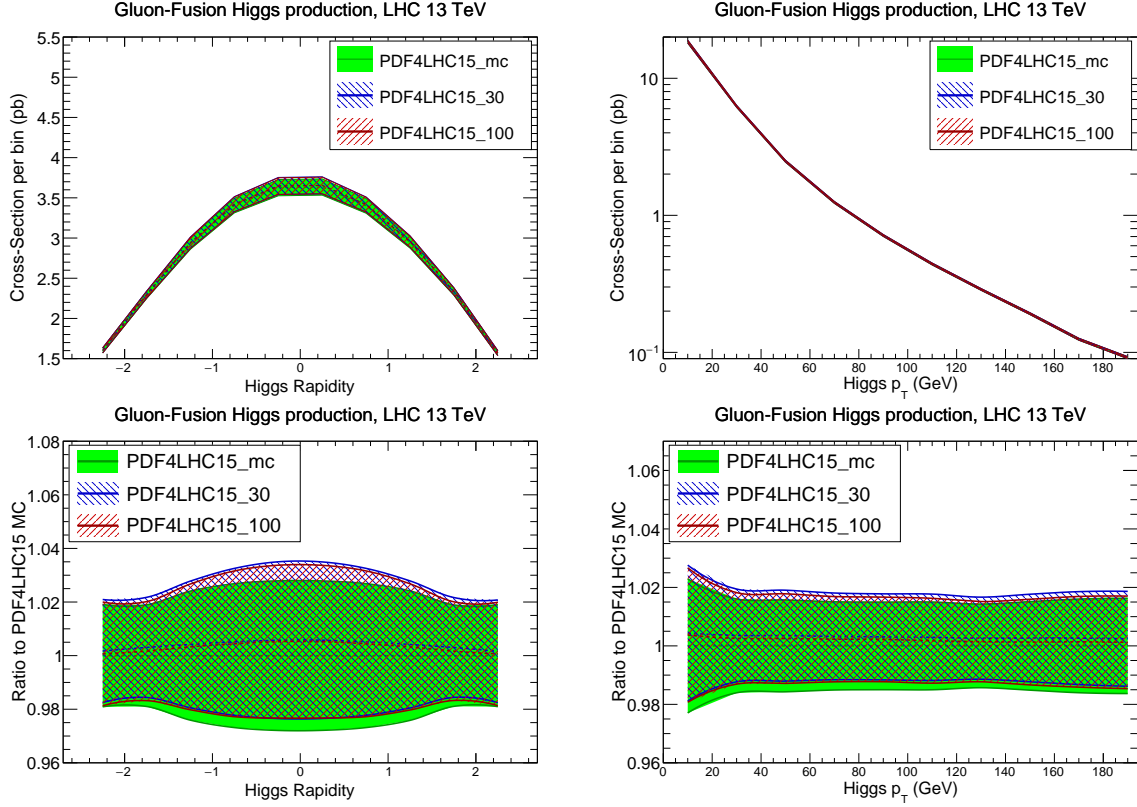 Gluon-Fusion Higgs production, LHC 13 TeV
Cross-Section per bin (pb)
5.5
5
4.5
4
3.5
3
2.5
2
1.5
PDF4LHC15_mc
PDF4LHC15_30
PDF4LHC15_100
−2 −1 0 1 2
Higgs Rapidity
Gluon-Fusion Higgs production, LHC 13 TeV
Cross-Section per bin (pb)
10
1
10−1
PDF4LHC15_mc
PDF4LHC15_30
PDF4LHC15_100
0 20 40 60 80 100 120 140 160 180
Higgs pT (GeV)
Gluon-Fusion Higgs production, LHC 13 TeV
Ratio to PDF4LHC15 MC
1.08
1.06
1.04
1.02
1
0.98
0.96
PDF4LHC15_mc
PDF4LHC15_30
PDF4LHC15_100
−2 −1 0 1 2
Higgs Rapidity
Gluon-Fusion Higgs production, LHC 13 TeV
Ratio to PDF4LHC15 MC
1.06
1.04
1.02
1
0.98
0.96
PDF4LHC15_mc
PDF4LHC15_30
PDF4LHC15_100
0 20 40 60 80 100 120 140 160 180
Higgs pT (GeV)